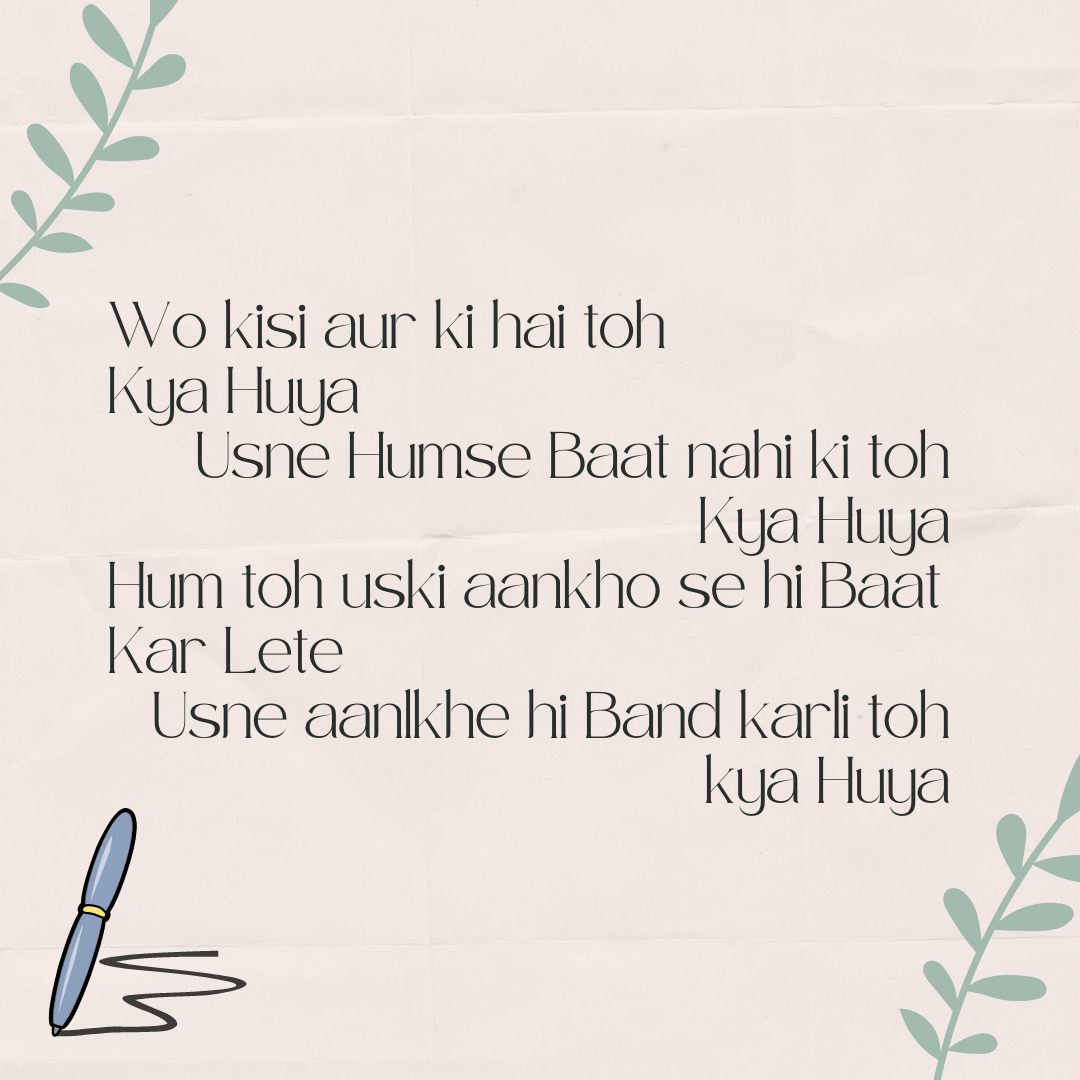 Wo kisi aur ki hai toh
Kya Huya
Usne Humse Baat nahi ki toh
Kya Huya
Hum toh uski aankho se hi Baat
Kar Lete
Usne aanlkhe hi Band karli toh
kya Huya